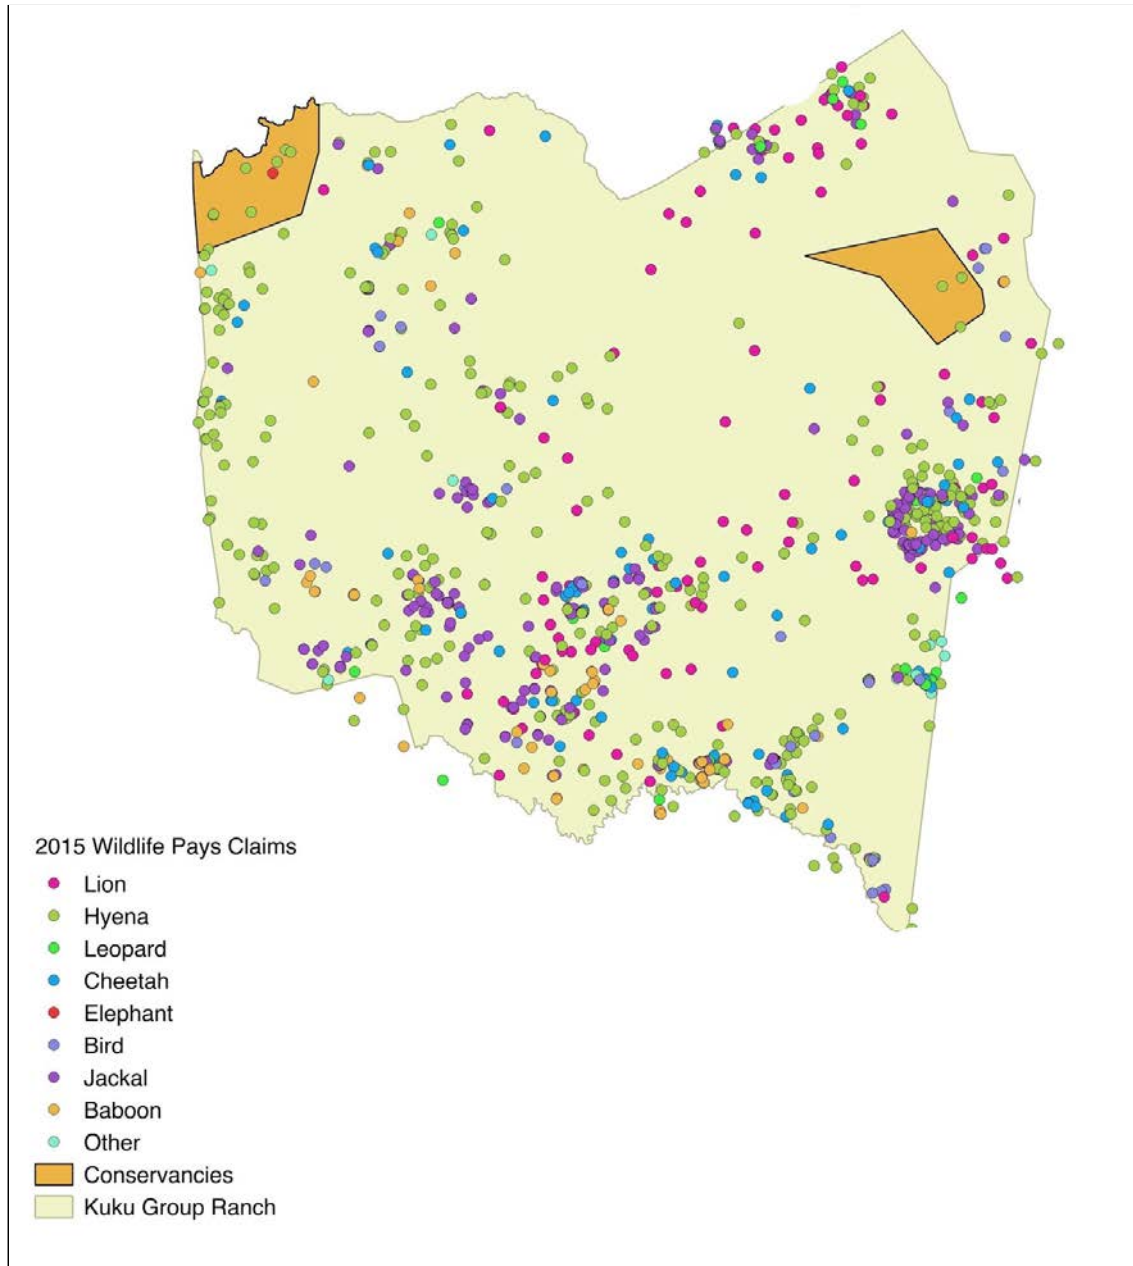 2015 Wildlife Pays Claims
Lion
Hyena
Leopard
Cheetah
Elephant
Bird
Jackal
Baboon
Other
Conservancies
Kuku Group Ranch